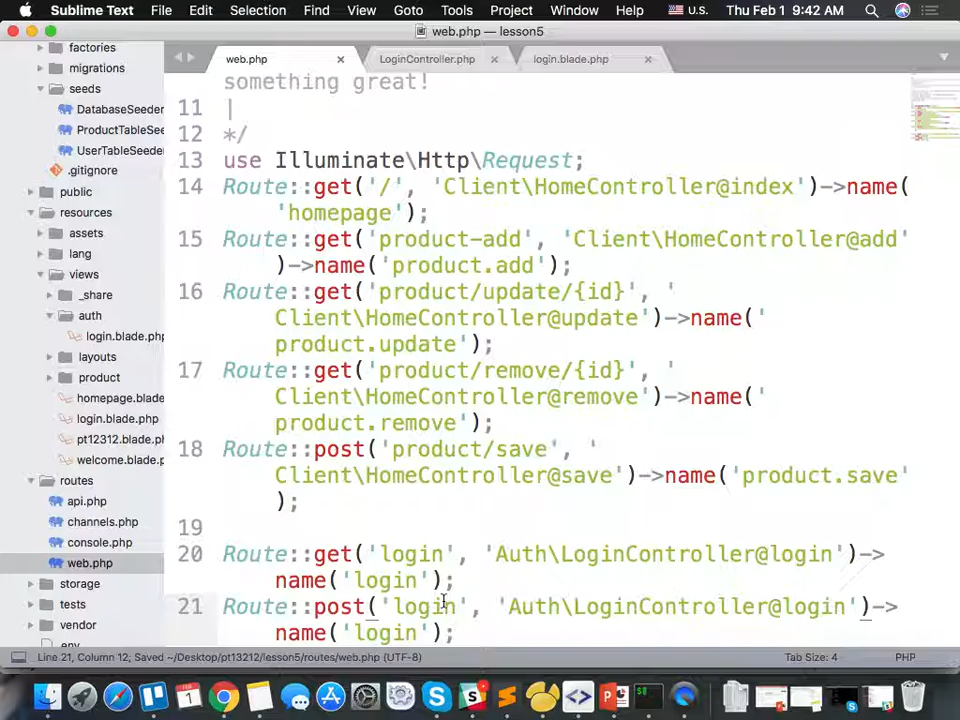 Sublime Text File Edit Selection Find View Goto Tools Project Window Help U.S. Thu Feb 1 9:42 AM
web.php — lesson5
web.php LoginController.php login.blade.php
factories
migrations
seeds
DatabaseSeeder
ProductTableSee
UserTableSeeder
.gitignore
public
resources
assets
lang
views
_share
auth
login.blade.php
layouts
product
homepage.blade
login.blade.php
pt12312.blade.ph
welcome.blade.p
routes
api.php
channels.php
console.php
web.php
storage
tests
vendor
.env
something great!
11 |
12 */
13 use Illuminate\Http\Request;
14 Route::get('/', 'Client\HomeController@index')->name(
'homepage');
15 Route::get('product-add', 'Client\HomeController@add'
)->name('product.add');
16 Route::get('product/update/{id}', '
Client\HomeController@update')->name('
product.update');
17 Route::get('product/remove/{id}', '
Client\HomeController@remove')->name('
product.remove');
18 Route::post('product/save', '
Client\HomeController@save')->name('product.save'
);
19
20 Route::get('login', 'Auth\LoginController@login')->
name('login');
21 Route::post('login', 'Auth\LoginController@login')->
name('login');
Line 21, Column 12; Saved ~/Desktop/pt13212/lesson5/routes/web.php (UTF-8) Tab Size: 4 PHP